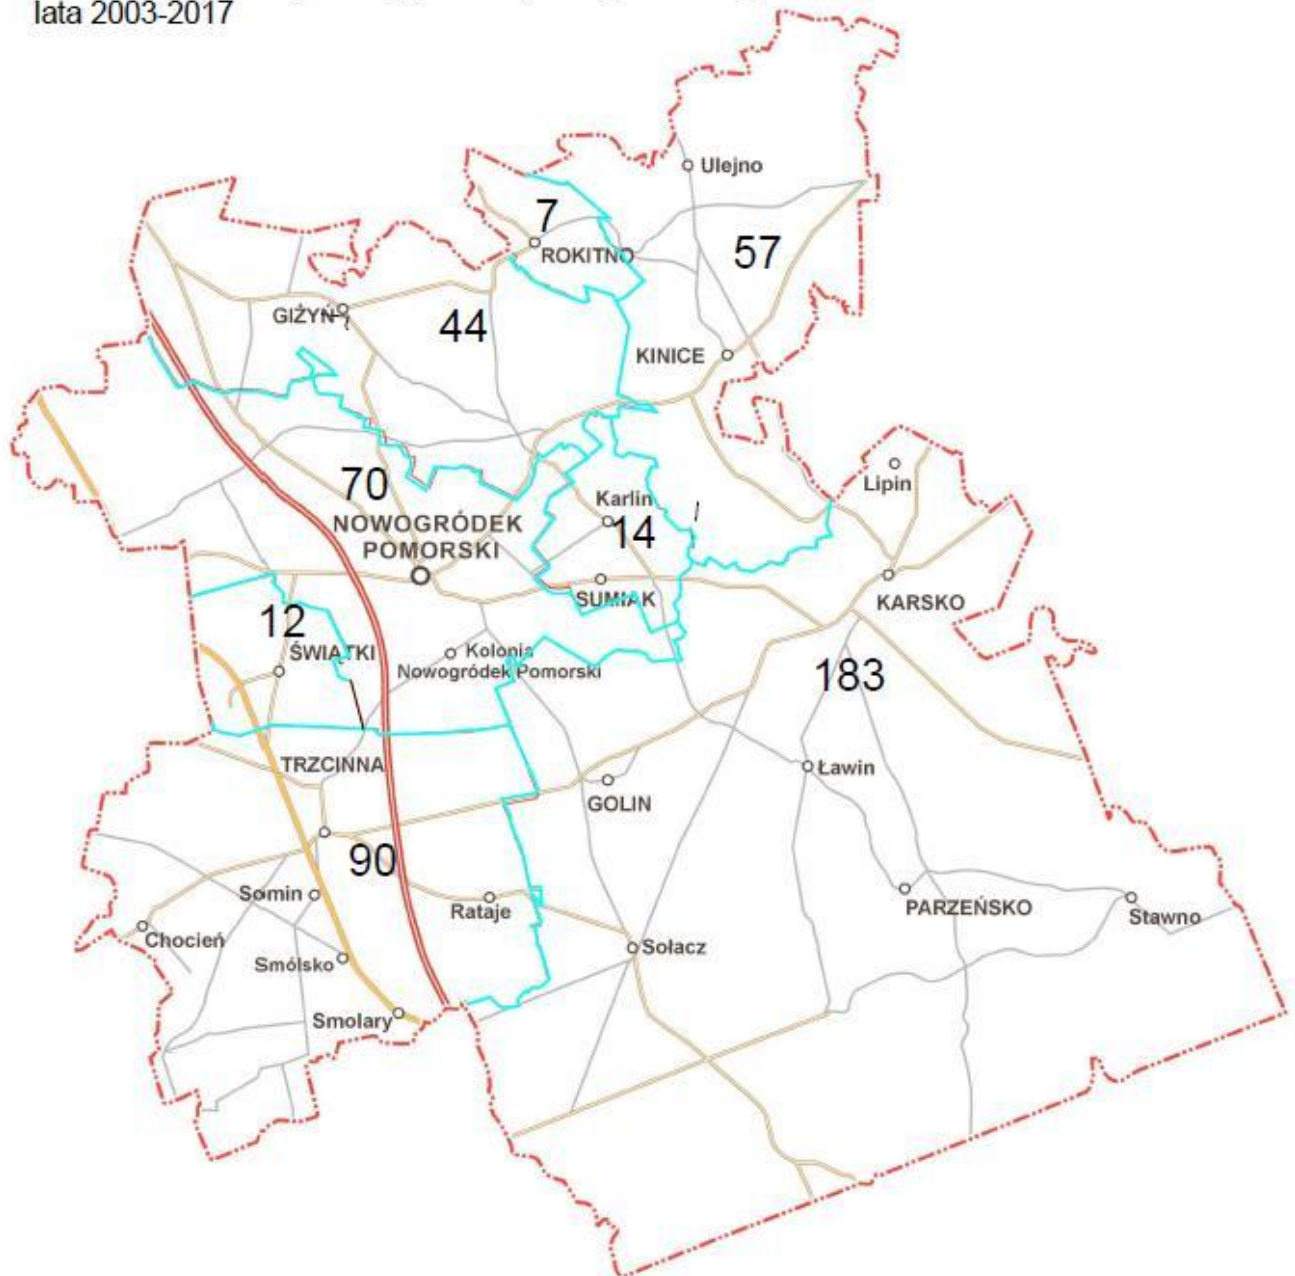 lata 2003-2017
Ulejno
7
ROKITNO
57
GIŻYŃ
44
KINICE
Lipin
70
Karlin
NOWOGRÓDEK
POMORSKI
14
SUMIAK
KARSKO
12
ŚWIĄTKI
Kolonia
Nowogródek Pomorski
183
TRZCINNA
Ławin
GOLIN
90
Somin
Rataje
PARZEŃSKO
Stawno
Chocień
Sołacz
Smólsko
Smolary